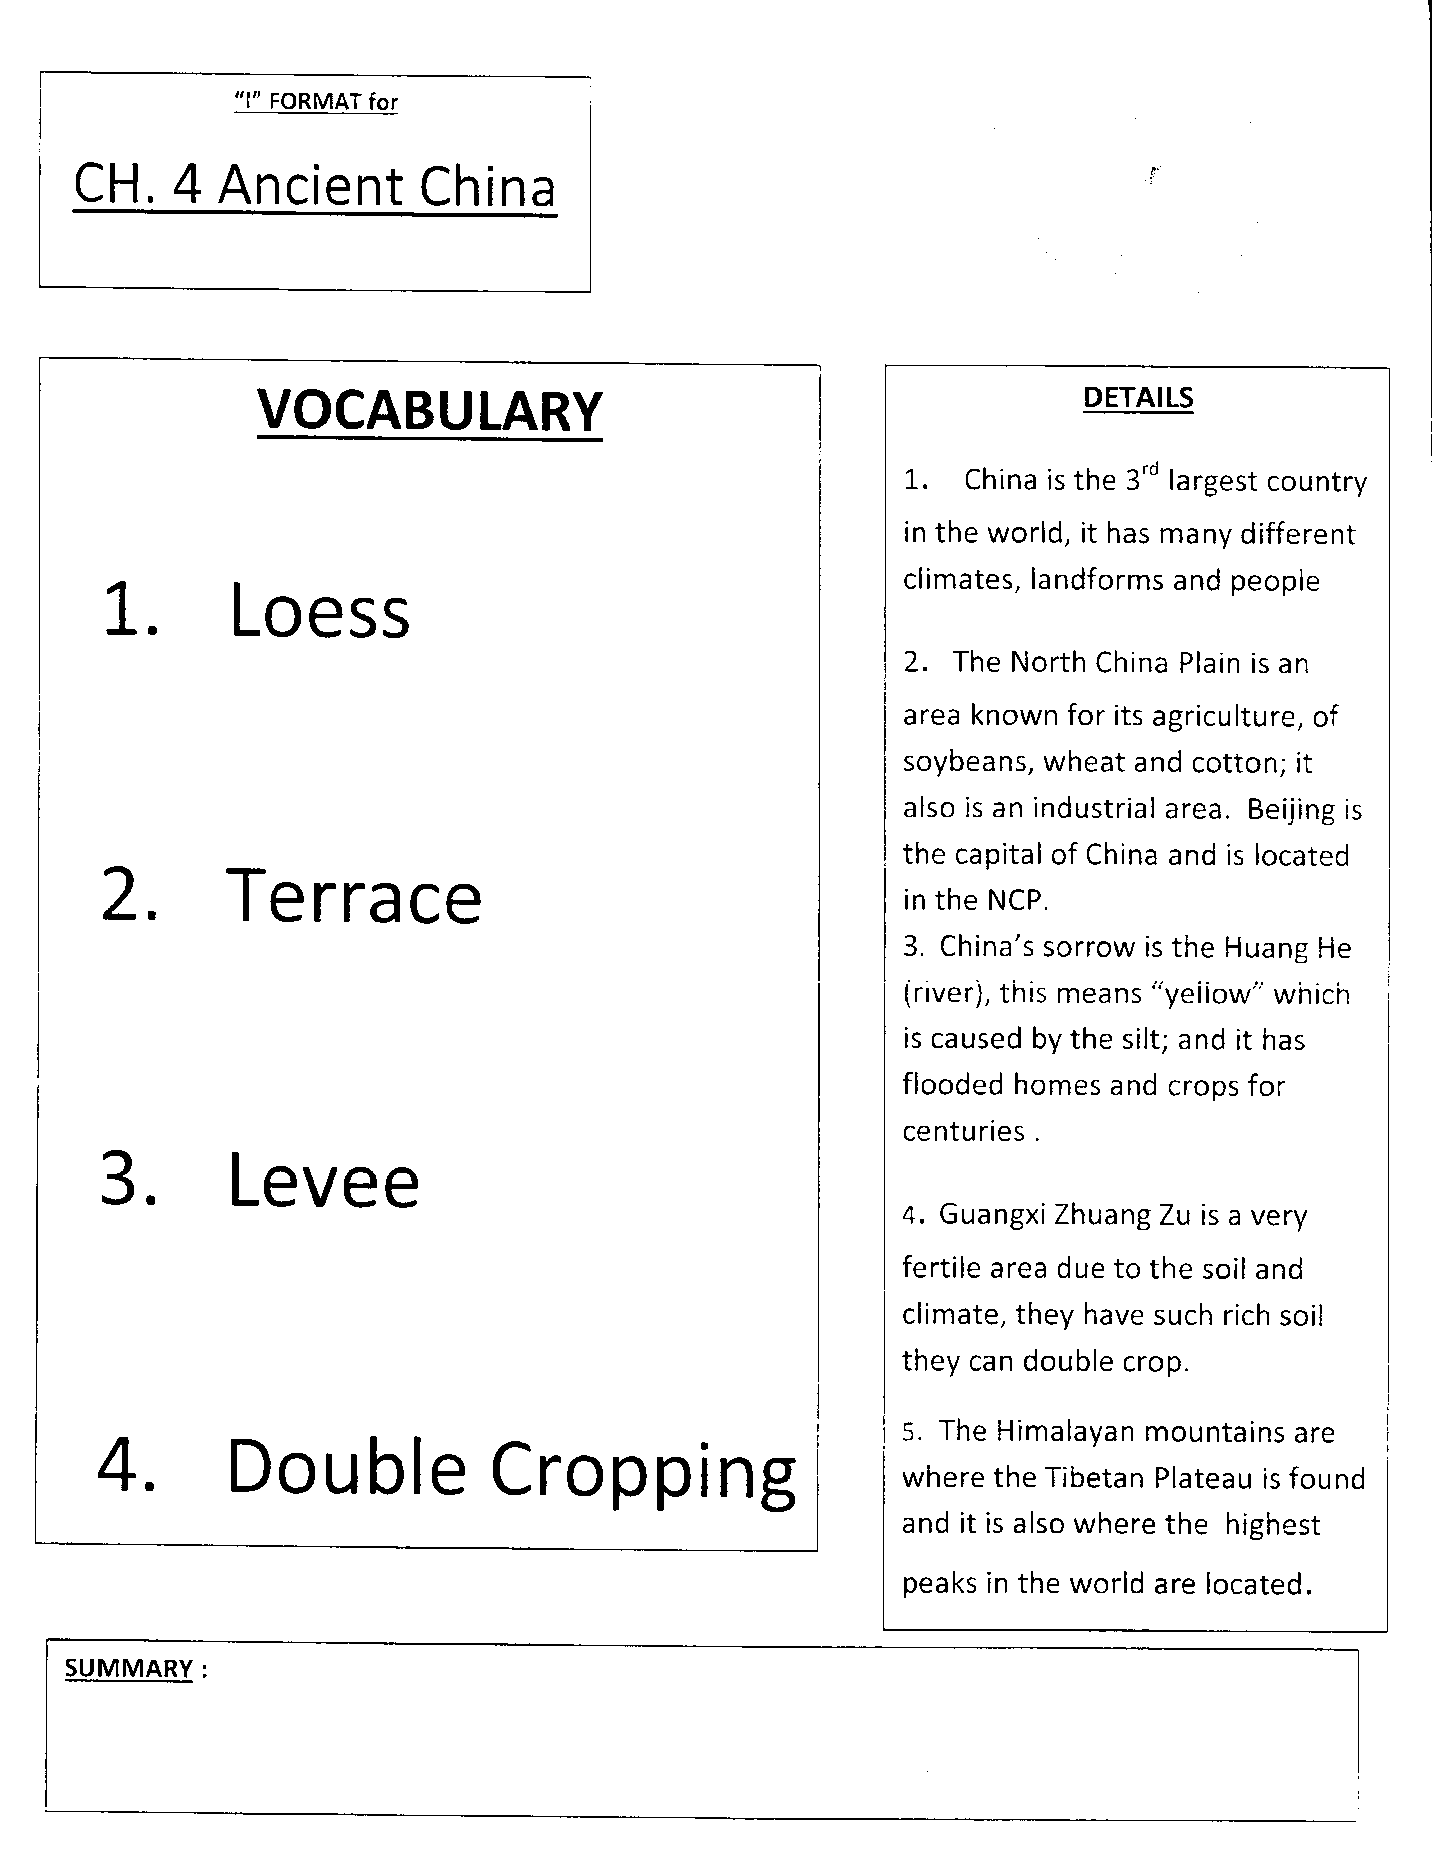 "I" FORMAT for
CH. 4 Ancient China
VOCABULARY
1. Loess
2. Terrace
3. Levee
4. Double Cropping
DETAILS
1. China is the 3rd largest country
in the world, it has many different
climates, landforms and people
2. The North China Plain is an
area known for its agriculture, of
soybeans, wheat and cotton; it
also is an industrial area. Beijing is
the capital of China and is located
in the NCP.
3. China's sorrow is the Huang He
(river), this means "yellow" which
is caused by the silt; and it has
flooded homes and crops for
centuries .
4. Guangxi Zhuang Zu is a very
fertile area due to the soil and
climate, they have such rich soil
they can double crop.
5. The Himalayan mountains are
where the Tibetan Plateau is found
and it is also where the highest
peaks in the world are located.
SUMMARY :